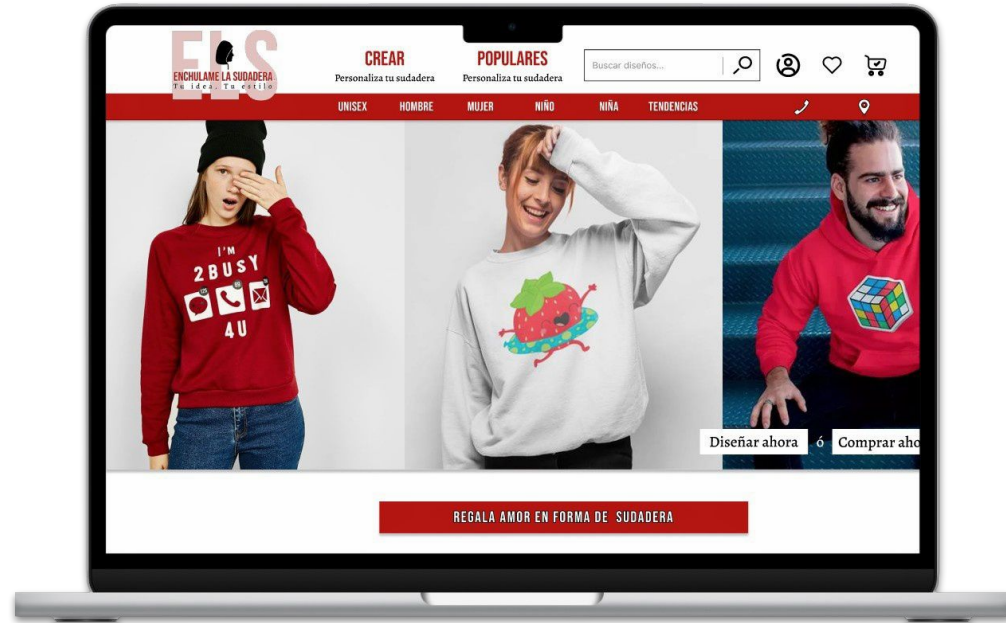 ELS
ENCHULAME LA SUDADERA
Tu idea. Tu estilo
CREAR
Personaliza tu sudadera
POPULARES
Personaliza tu sudadera
Buscar diseños...
UNISEX HOMBRE MUJER NIÑO NIÑA TENDENCIAS
I'M
2BUSY
4U
Diseñar ahora ó Comprar aho
REGALA AMOR EN FORMA DE SUDADERA